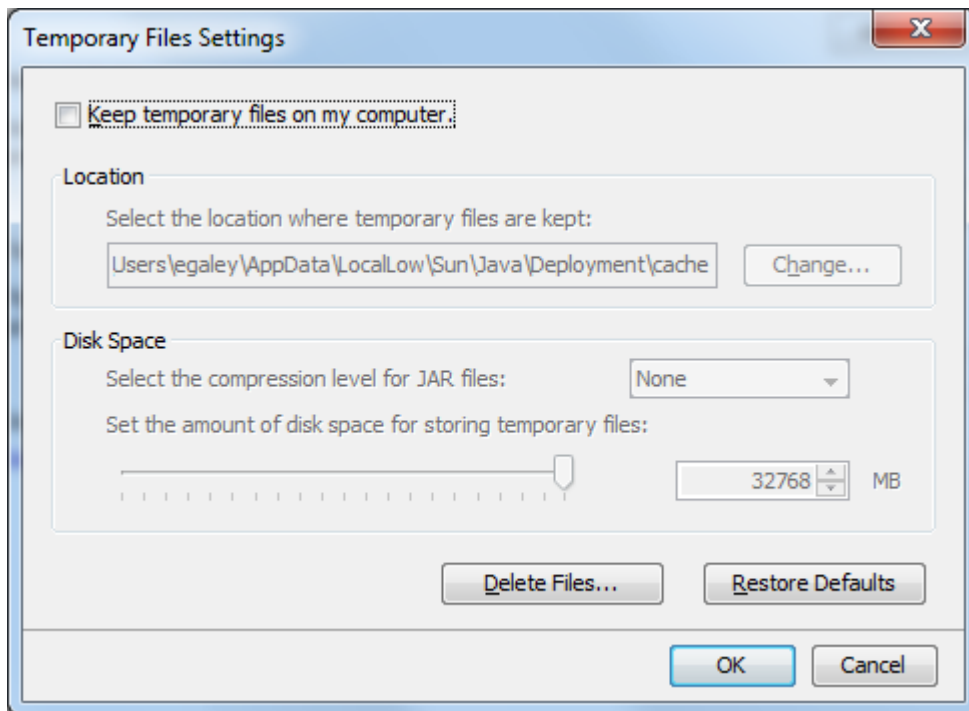 Temporary Files Settings
Keep temporary files on my computer.
Location
Select the location where temporary files are kept:
Users\egaley\AppData\LocalLow\Sun\Java\Deployment\cache
Change...
Disk Space
Select the compression level for JAR files:
None
Set the amount of disk space for storing temporary files:
32768
MB
Delete Files...
Restore Defaults
OK
Cancel